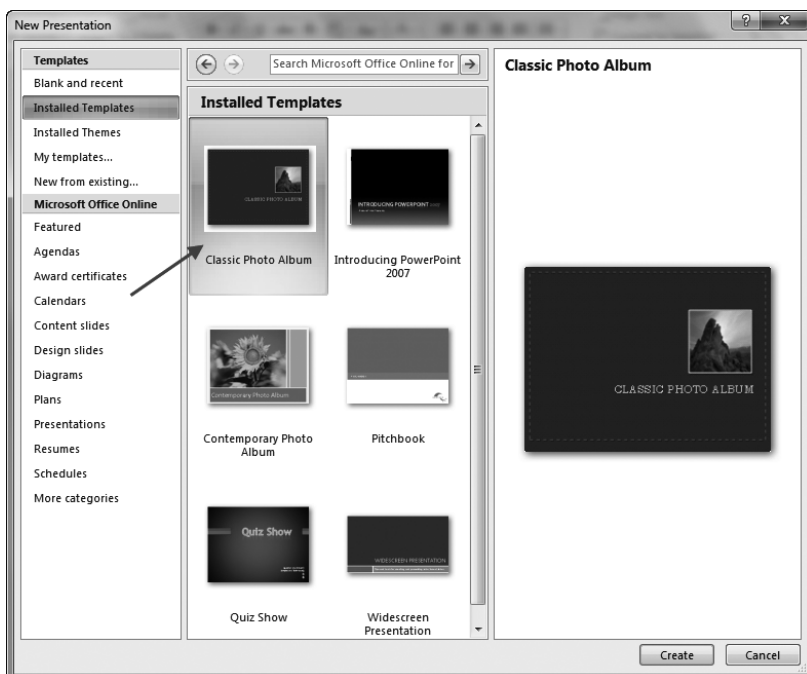 New Presentation
Templates
Blank and recent
Installed Templates
Installed Themes
My templates...
New from existing...
Microsoft Office Online
Featured
Agendas
Award certificates
Calendars
Content slides
Design slides
Diagrams
Plans
Presentations
Resumes
Schedules
More categories
Search Microsoft Office Online for
Installed Templates
CLASSIC PHOTO ALBUM
Classic Photo Album
INTRODUCING POWERPOINT 2007
Introducing PowerPoint
2007
Contemporary Photo Album
Contemporary Photo
Album
Pitchbook
Quiz Show
Quiz Show
WIDESCREEN PRESENTATION
Widescreen
Presentation
Classic Photo Album
CLASSIC PHOTO ALBUM
Create
Cancel